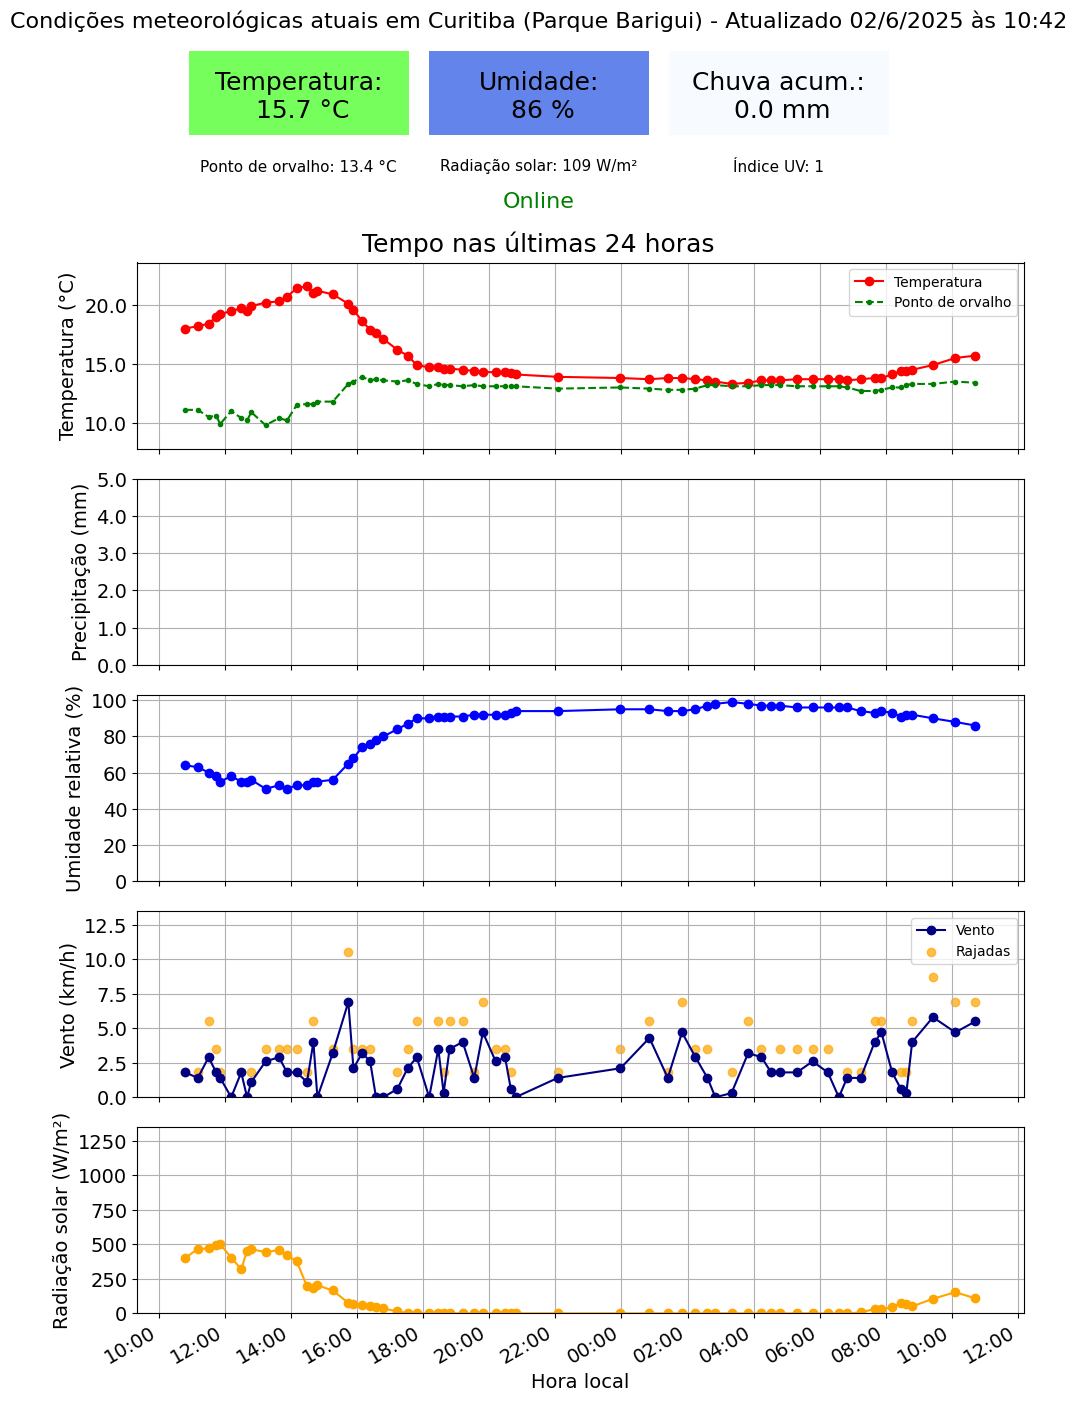 Condições meteorológicas atuais em Curitiba (Parque Barigui) - Atualizado 02/6/2025 às 10:42
Temperatura:
15.7 °C
Umidade:
86 %
Chuva acum.:
0.0 mm
Ponto de orvalho: 13.4 °C
Radiação solar: 109 W/m²
Índice UV: 1
Online
Tempo nas últimas 24 horas
Temperatura (°C)
20.0
15.0
10.0
Temperatura
Ponto de orvalho
Precipitação (mm)
5.0
4.0
3.0
2.0
1.0
0.0
Umidade relativa (%)
100
80
60
40
20
0
Vento (km/h)
12.5
10.0
7.5
5.0
2.5
0.0
Vento
Rajadas
Radiação solar (W/m²)
1250
1000
750
500
250
0
10:00
12:00
14:00
16:00
18:00
20:00
22:00
00:00
02:00
04:00
06:00
08:00
10:00
12:00
Hora local